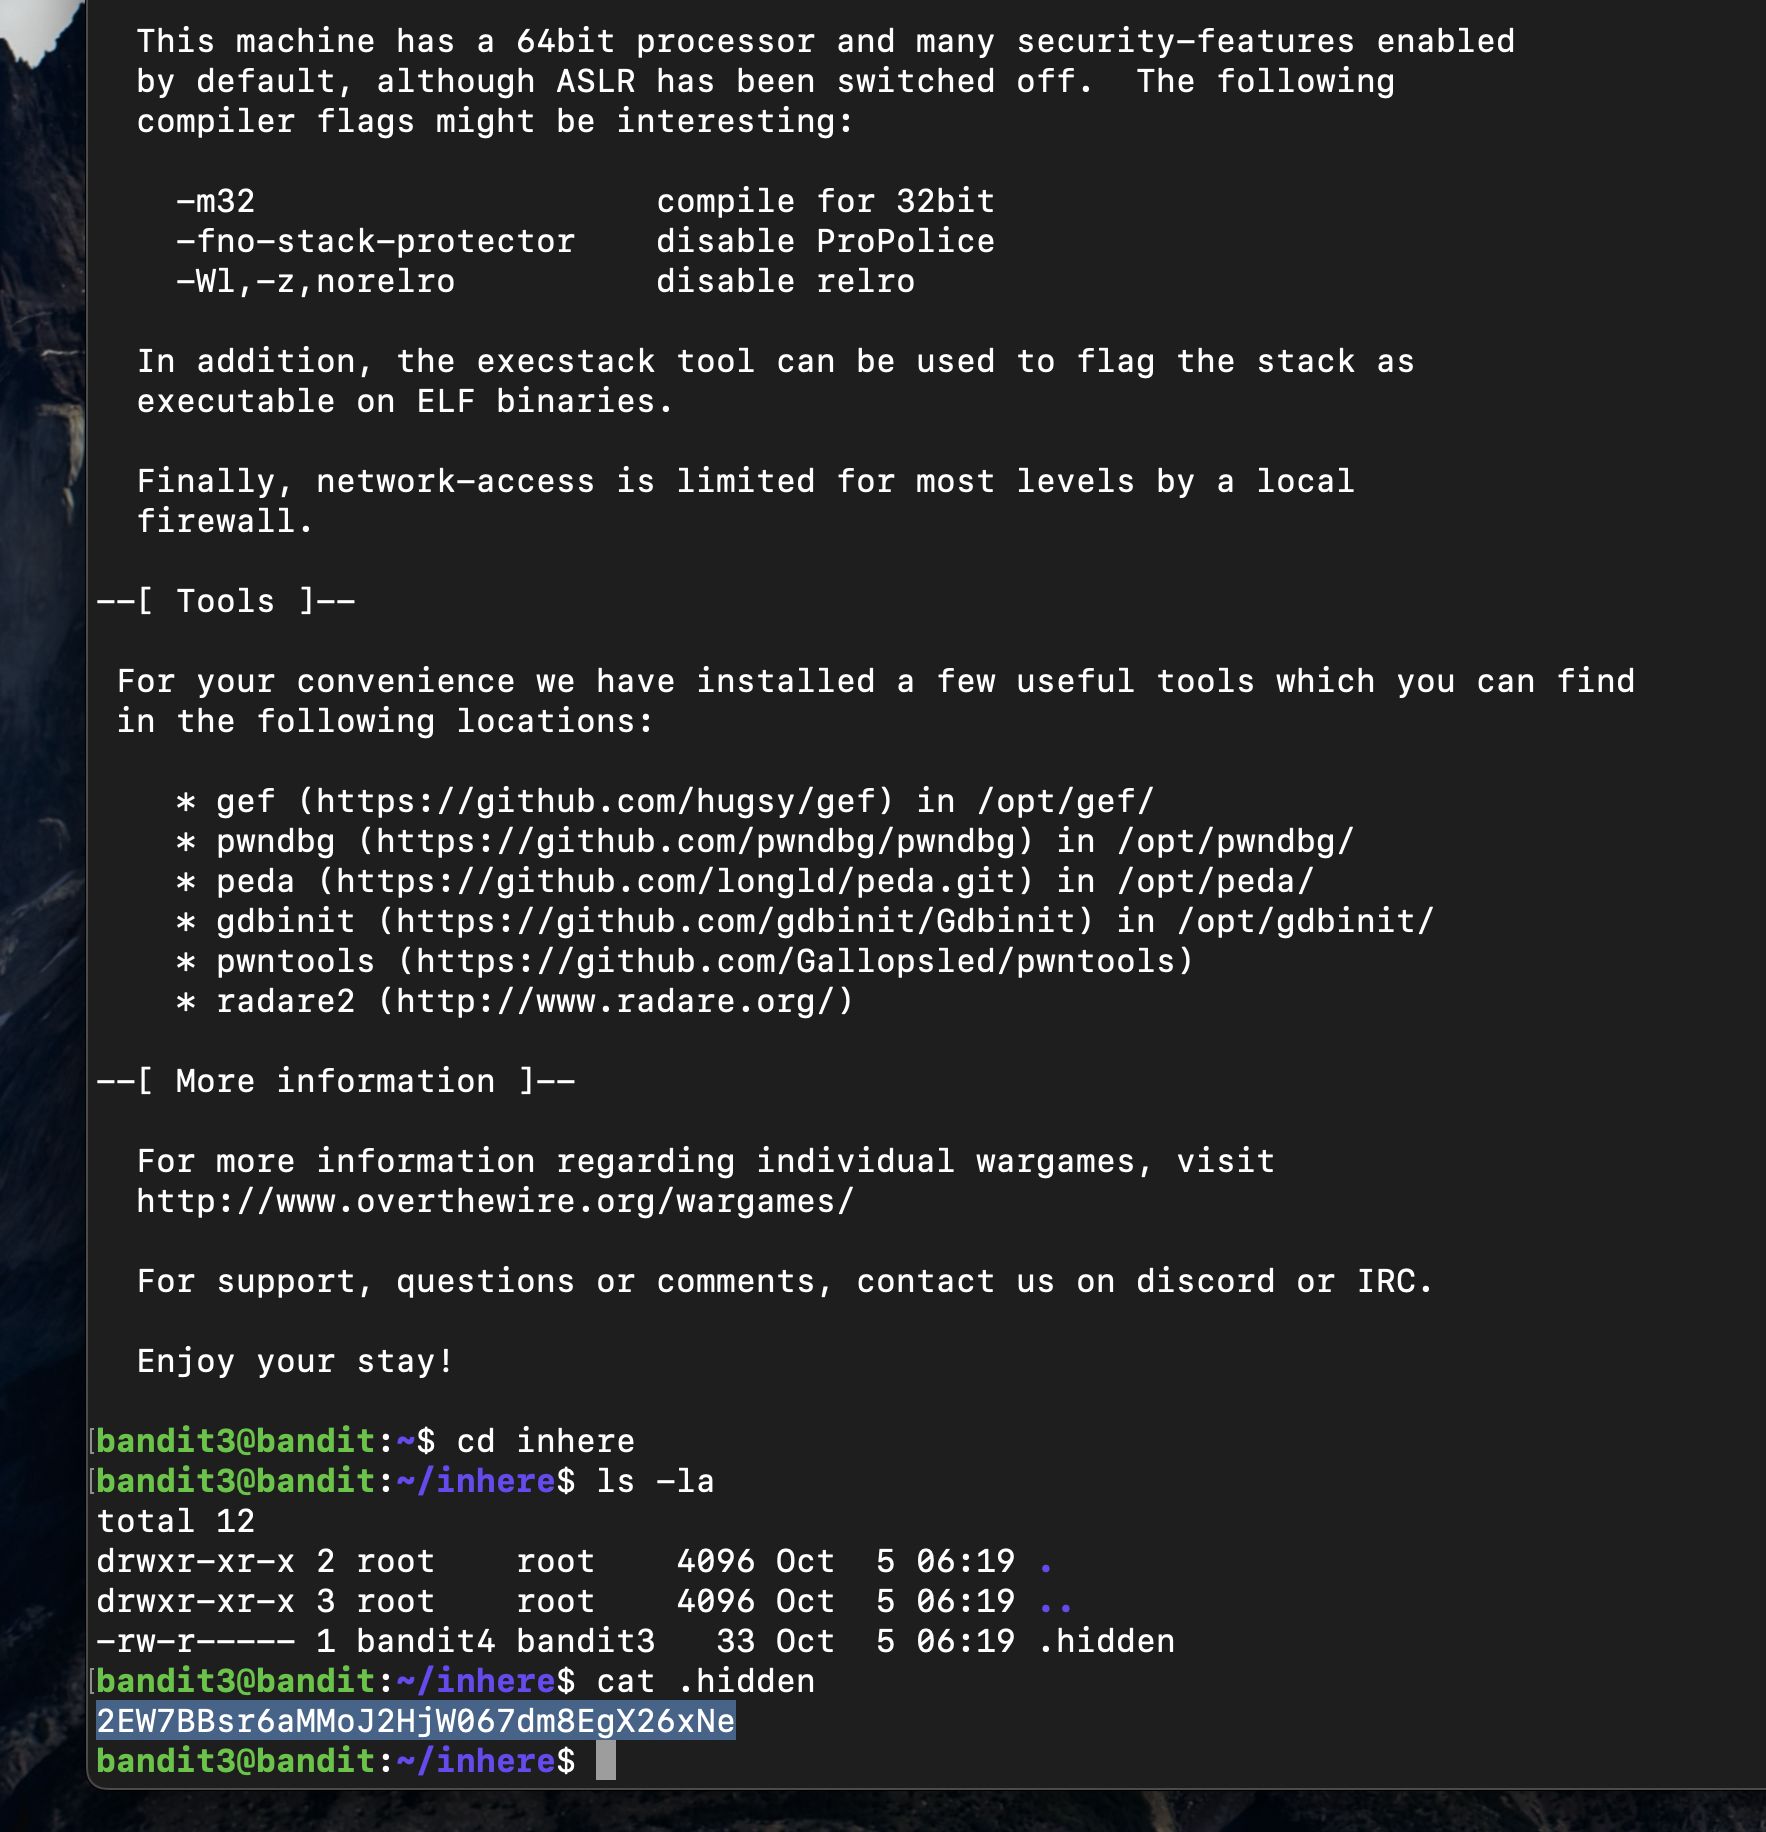 This machine has a 64bit processor and many security-features enabled
by default, although ASLR has been switched off.  The following
compiler flags might be interesting:
-m32                    compile for 32bit
-fno-stack-protector    disable ProPolice
-Wl,-z,norelro          disable relro
In addition, the execstack tool can be used to flag the stack as
executable on ELF binaries.
Finally, network-access is limited for most levels by a local
firewall.
--[ Tools ]--
For your convenience we have installed a few useful tools which you can find
in the following locations:
* gef (https://github.com/hugsy/gef) in /opt/gef/
* pwndbg (https://github.com/pwndbg/pwndbg) in /opt/pwndbg/
* peda (https://github.com/longld/peda.git) in /opt/peda/
* gdbinit (https://github.com/gdbinit/Gdbinit) in /opt/gdbinit/
* pwntools (https://github.com/Gallopsled/pwntools)
* radare2 (http://www.radare.org/)
--[ More information ]--
For more information regarding individual wargames, visit
http://www.overthewire.org/wargames/
For support, questions or comments, contact us on discord or IRC.
Enjoy your stay!
bandit3@bandit:~$ cd inhere
bandit3@bandit:~/inhere$ ls -la
total 12
drwxr-xr-x 2 root    root    4096 Oct  5 06:19 .
drwxr-xr-x 3 root    root    4096 Oct  5 06:19 ..
-rw-r----- 1 bandit4 bandit3   33 Oct  5 06:19 .hidden
bandit3@bandit:~/inhere$ cat .hidden
2EW7BBsr6aMMoJ2HjW067dm8EgX26xNe
bandit3@bandit:~/inhere$